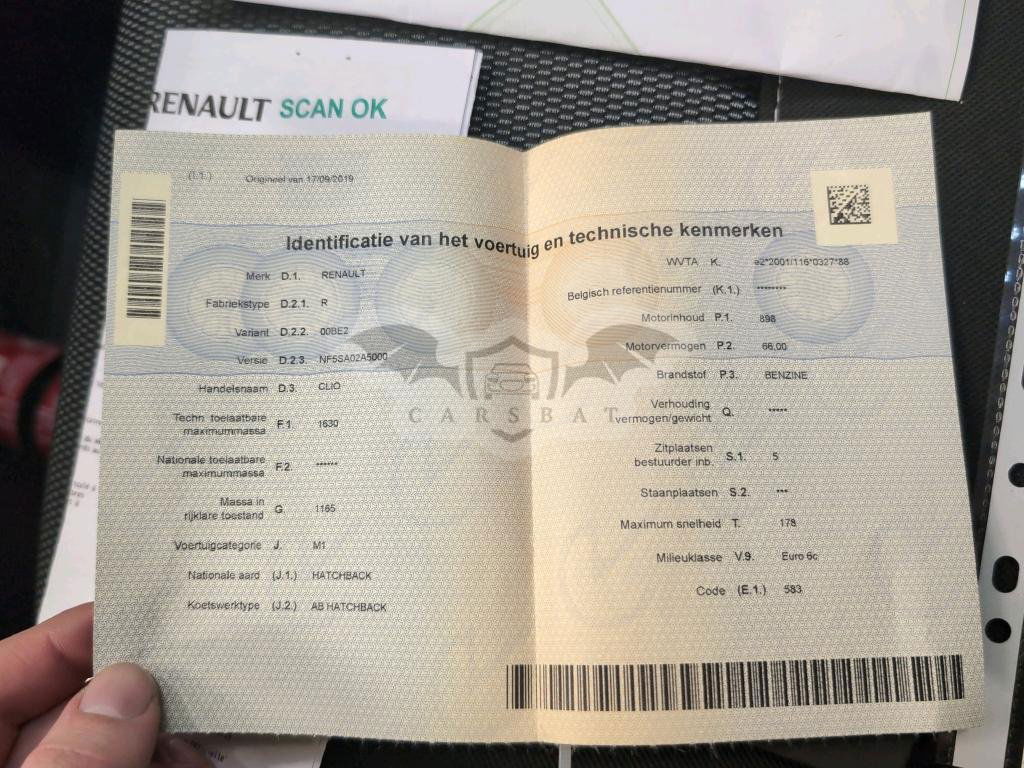 RENAULT SCAN OK
(I.1.) Origineel van 17/09/2019
Identificatie van het voertuig en technische kenmerken
Merk D.1. RENAULT
Fabriekstype D.2.1. R
Variant D.2.2. 00BE2
Versie D.2.3. NF5SA02A5000
Handelsnaam D.3. CLIO
Techn. toelaatbare
maximummassa F.1. 1630
Nationale toelaatbare
maximummassa F.2. ******
Massa in
rijklare toestand G. 1165
Voertuigcategorie J. M1
Nationale aard (J.1.) HATCHBACK
Koetswerktype (J.2.) AB HATCHBACK
WVTA K. e2*2001/116*0327*88
Belgisch referentienummer (K.1.) ********
Motorinhoud P.1. 898
Motorvermogen P.2. 66,00
Brandstof P.3. BENZINE
Verhouding
vermogen/gewicht Q. *****
Zitplaatsen
bestuurder inb. S.1. 5
Staanplaatsen S.2. ***
Maximum snelheid T. 178
Milieuklasse V.9. Euro 6c
Code (E.1.) 583
CARSBAT